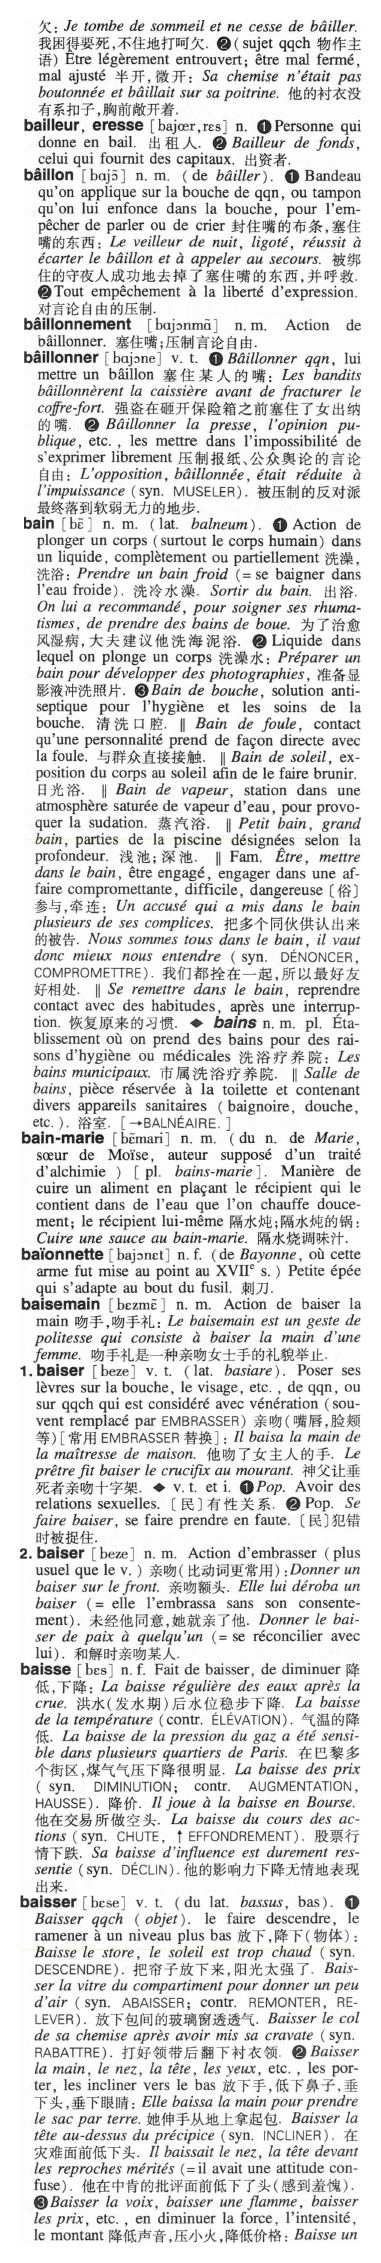 欠: Je tombe de sommeil et ne cesse de bâiller.
我困得要死,不住地打呵欠. ❷ (sujet qqch 物作主
语) Être légèrement entrouvert; être mal fermé,
mal ajusté 半开,微开: Sa chemise n'était pas
boutonnée et bâillait sur sa poitrine. 他的衬衣没
有系扣子,胸前敞开着.
bailleur, eresse [bajœr,rɛs] n. ❶ Personne qui
donne en bail. 出租人. ❷ Bailleur de fonds,
celui qui fournit des capitaux. 出资者.
bâillon [bajɔ̃] n. m. (de bâiller). ❶ Bandeau
qu'on applique sur la bouche de qqn, ou tampon
qu'on lui enfonce dans la bouche, pour l'em-
pêcher de parler ou de crier 封住嘴的布条,塞住
嘴的东西: Le veilleur de nuit, ligoté, réussit à
écarter le bâillon et à appeler au secours. 被绑
住的守夜人成功地去掉了塞住嘴的东西,并呼救.
❷ Tout empêchement à la liberté d'expression.
对言论自由的压制.
bâillonnement [bajɔnmɑ̃] n. m. Action de
bâillonner. 塞住嘴;压制言论自由.
bâillonner [bajɔne] v. t. ❶ Bâillonner qqn, lui
mettre un bâillon 塞住某人的嘴: Les bandits
bâillonnèrent la caissière avant de fracturer le
coffre-fort. 强盗在砸开保险箱之前塞住了女出纳
的嘴. ❷ Bâillonner la presse, l'opinion pu-
blique, etc., les mettre dans l'impossibilité de
s'exprimer librement 压制报纸、公众舆论的言论
自由: L'opposition, bâillonnée, était réduite à
l'impuissance (syn. MUSELER). 被压制的反对派
最终落到软弱无力的地步.
bain [bɛ̃] n. m. (lat. balneum). ❶ Action de
plonger un corps (surtout le corps humain) dans
un liquide, complètement ou partiellement 洗澡,
洗浴: Prendre un bain froid (= se baigner dans
l'eau froide). 洗冷水澡. Sortir du bain. 出浴.
On lui a recommandé, pour soigner ses rhuma-
tismes, de prendre des bains de boue. 为了治愈
风湿病,大夫建议他洗海泥浴. ❷ Liquide dans
lequel on plonge un corps 洗澡水: Préparer un
bain pour développer des photographies, 准备显
影液冲洗照片. ❸ Bain de bouche, solution anti-
septique pour l'hygiène et les soins de la
bouche. 清洗口腔. ‖ Bain de foule, contact
qu'une personnalité prend de façon directe avec
la foule. 与群众直接接触. ‖ Bain de soleil, ex-
position du corps au soleil afin de le faire brunir.
日光浴. ‖ Bain de vapeur, station dans une
atmosphère saturée de vapeur d'eau, pour provo-
quer la sudation. 蒸汽浴. ‖ Petit bain, grand
bain, parties de la piscine désignées selon la
profondeur. 浅池;深池. ‖ Fam. Être, mettre
dans le bain, être engagé, engager dans une af-
faire compromettante, difficile, dangereuse〔俗〕
参与,牵连: Un accusé qui a mis dans le bain
plusieurs de ses complices. 把多个同伙供认出来
的被告. Nous sommes tous dans le bain, il vaut
donc mieux nous entendre (syn. DÉNONCER,
COMPROMETTRE). 我们都拴在一起,所以最好友
好相处. ‖ Se remettre dans le bain, reprendre
contact avec des habitudes, après une interrup-
tion. 恢复原来的习惯. ◆ bains n. m. pl. Éta-
blissement où on prend des bains pour des rai-
sons d'hygiène ou médicales 洗浴疗养院: Les
bains municipaux. 市属洗浴疗养院. ‖ Salle de
bains, pièce réservée à la toilette et contenant
divers appareils sanitaires (baignoire, douche,
etc.). 浴室. [→BALNÉAIRE.]
bain-marie [bɛ̃mari] n. m. (du n. de Marie,
sœur de Moïse, auteur supposé d'un traité
d'alchimie) [pl. bains-marie]. Manière de
cuire un aliment en plaçant le récipient qui le
contient dans de l'eau que l'on chauffe douce-
ment; le récipient lui-même 隔水炖;隔水炖的锅:
Cuire une sauce au bain-marie. 隔水烧调味汁.
baïonnette [bajɔnɛt] n. f. (de Bayonne, où cette
arme fut mise au point au XVIIᵉ s.) Petite épée
qui s'adapte au bout du fusil. 刺刀.
baisemain [bɛzmɛ̃] n. m. Action de baiser la
main 吻手,吻手礼: Le baisemain est un geste de
politesse qui consiste à baiser la main d'une
femme. 吻手礼是一种亲吻女士手的礼貌举止.
1. baiser [beze] v. t. (lat. basiare). Poser ses
lèvres sur la bouche, le visage, etc., de qqn, ou
sur qqch qui est considéré avec vénération (sou-
vent remplacé par EMBRASSER) 亲吻(嘴唇,脸颊
等)[常用 EMBRASSER 替换]: Il baisa la main de
la maîtresse de maison. 他吻了女主人的手. Le
prêtre fit baiser le crucifix au mourant. 神父让垂
死者亲吻十字架. ◆ v. t. et i. ❶ Pop. Avoir des
relations sexuelles. 〔民〕有性关系. ❷ Pop. Se
faire baiser, se faire prendre en faute. 〔民〕犯错
时被捉住.
2. baiser [beze] n. m. Action d'embrasser (plus
usuel que le v.) 亲吻(比动词更常用): Donner un
baiser sur le front. 亲吻额头. Elle lui déroba un
baiser (= elle l'embrassa sans son consente-
ment). 未经他同意,她就亲了他. Donner le bai-
ser de paix à quelqu'un (= se réconcilier avec
lui). 和解时亲吻某人.
baisse [bɛs] n. f. Fait de baisser, de diminuer 降
低,下降: La baisse régulière des eaux après la
crue. 洪水(发水期)后水位稳步下降. La baisse
de la température (contr. ÉLÉVATION). 气温的降
低. La baisse de la pression du gaz a été sensi-
ble dans plusieurs quartiers de Paris. 在巴黎多
个街区,煤气气压下降很明显. La baisse des prix
(syn. DIMINUTION; contr. AUGMENTATION,
HAUSSE). 降价. Il joue à la baisse en Bourse.
他在交易所做空头. La baisse du cours des ac-
tions (syn. CHUTE, ↑ EFFONDREMENT). 股票行
情下跌. Sa baisse d'influence est durement res-
sentie (syn. DÉCLIN). 他的影响力下降无情地表现
出来.
baisser [bɛse] v. t. (du lat. bassus, bas). ❶
Baisser qqch (objet). le faire descendre, le
ramener à un niveau plus bas 放下,降下(物体):
Baisse le store, le soleil est trop chaud (syn.
DESCENDRE). 把帘子放下来,阳光太强了. Bais-
ser la vitre du compartiment pour donner un peu
d'air (syn. ABAISSER; contr. REMONTER, RE-
LEVER). 放下包间的玻璃窗透透气. Baisser le col
de sa chemise après avoir mis sa cravate (syn.
RABATTRE). 打好领带后翻下衬衣领. ❷ Baisser
la main, le nez, la tête, les yeux, etc., les por-
ter, les incliner vers le bas 放下手,低下鼻子,垂
下头,垂下眼睛: Elle baissa la main pour prendre
le sac par terre. 她伸手从地上拿起包. Baisser la
tête au-dessus du précipice (syn. INCLINER). 在
灾难面前低下头. Il baissait le nez, la tête devant
les reproches mérités (= il avait une attitude con-
fuse). 他在中肯的批评面前低下了头(感到羞愧).
❸ Baisser la voix, baisser une flamme, baisser
les prix, etc., en diminuer la force, l'intensité,
le montant 降低声音,压小火,降低价格: Baisse un